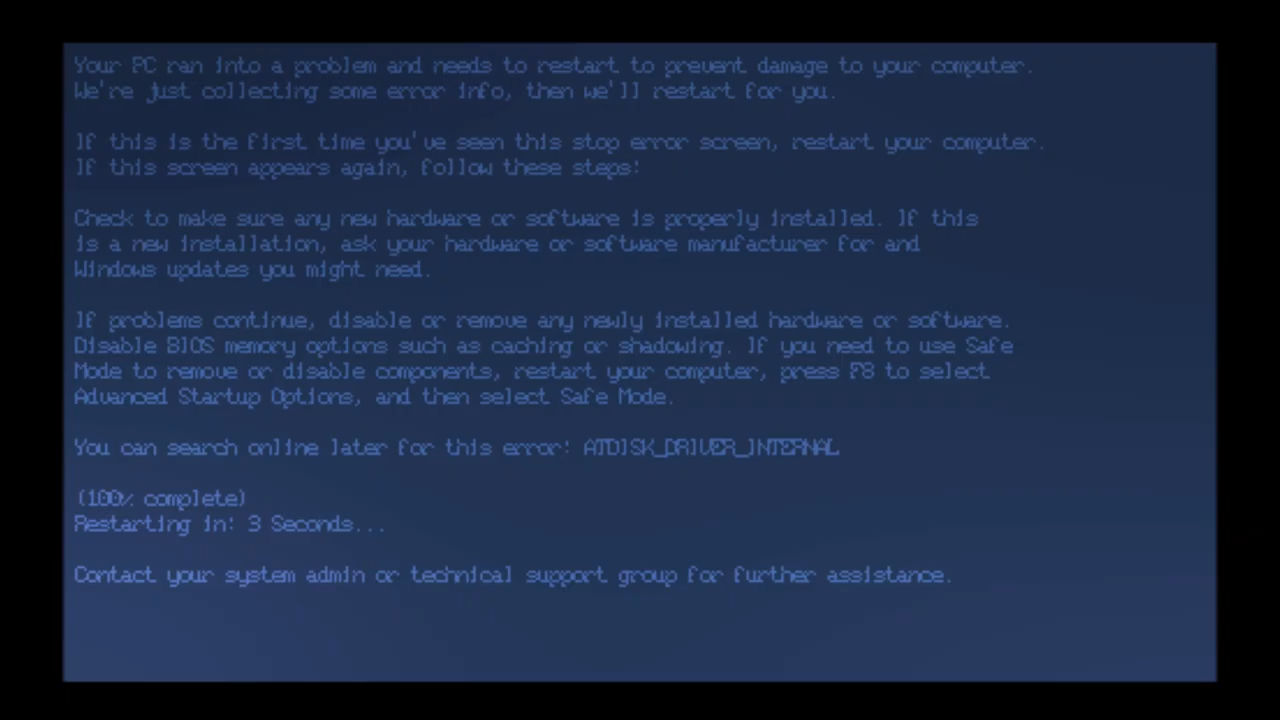 Your PC ran into a problem and needs to restart to prevent damage to your computer.
We're just collecting some error info, then we'll restart for you.
If this is the first time you've seen this stop error screen, restart your computer.
If this screen appears again, follow these steps:
Check to make sure any new hardware or software is properly installed. If this
is a new installation, ask your hardware or software manufacturer for and
Windows updates you might need.
If problems continue, disable or remove any newly installed hardware or software.
Disable BIOS memory options such as caching or shadowing. If you need to use Safe
Mode to remove or disable components, restart your computer, press F8 to select
Advanced Startup Options, and then select Safe Mode.
You can search online later for this error: ATDISK_DRIVER_INTERNAL
(100% complete)
Restarting in: 3 Seconds...
Contact your system admin or technical support group for further assistance.